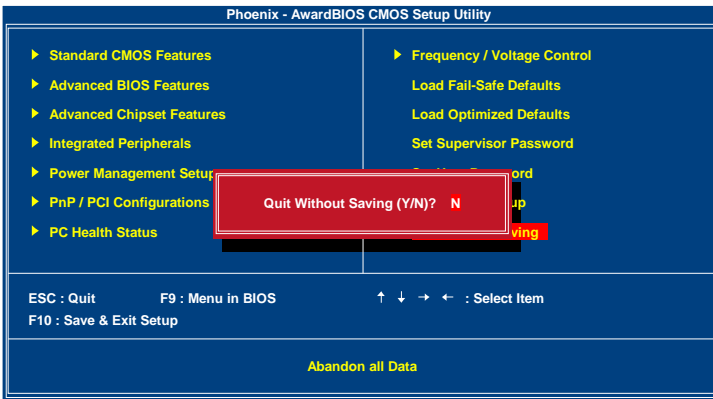 Phoenix - AwardBIOS CMOS Setup Utility
Standard CMOS Features
Advanced BIOS Features
Advanced Chipset Features
Integrated Peripherals
Power Management Setup
PnP / PCI Configurations
PC Health Status
Frequency / Voltage Control
Load Fail-Safe Defaults
Load Optimized Defaults
Set Supervisor Password
Quit Without Saving (Y/N)? N
ESC : Quit F9 : Menu in BIOS ↑ ↓ → ← : Select Item
F10 : Save & Exit Setup
Abandon all Data